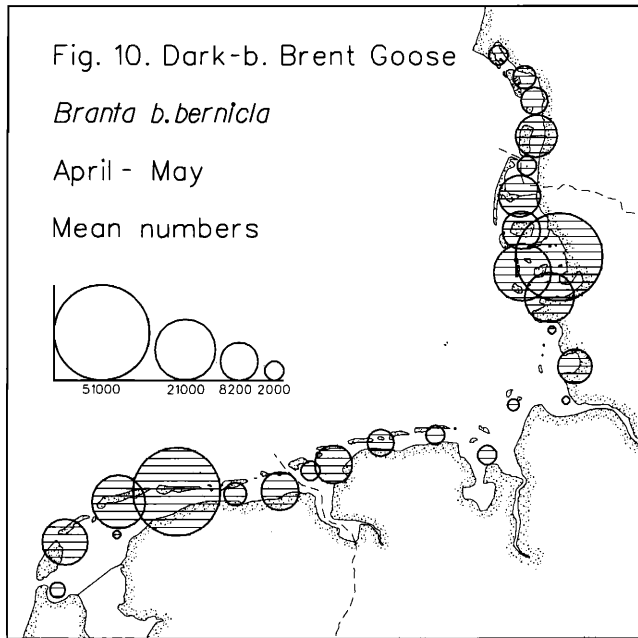 Fig. 10. Dark-b. Brent Goose
Branta b. bernicla
April - May
Mean numbers
51000 21000 8200 2000